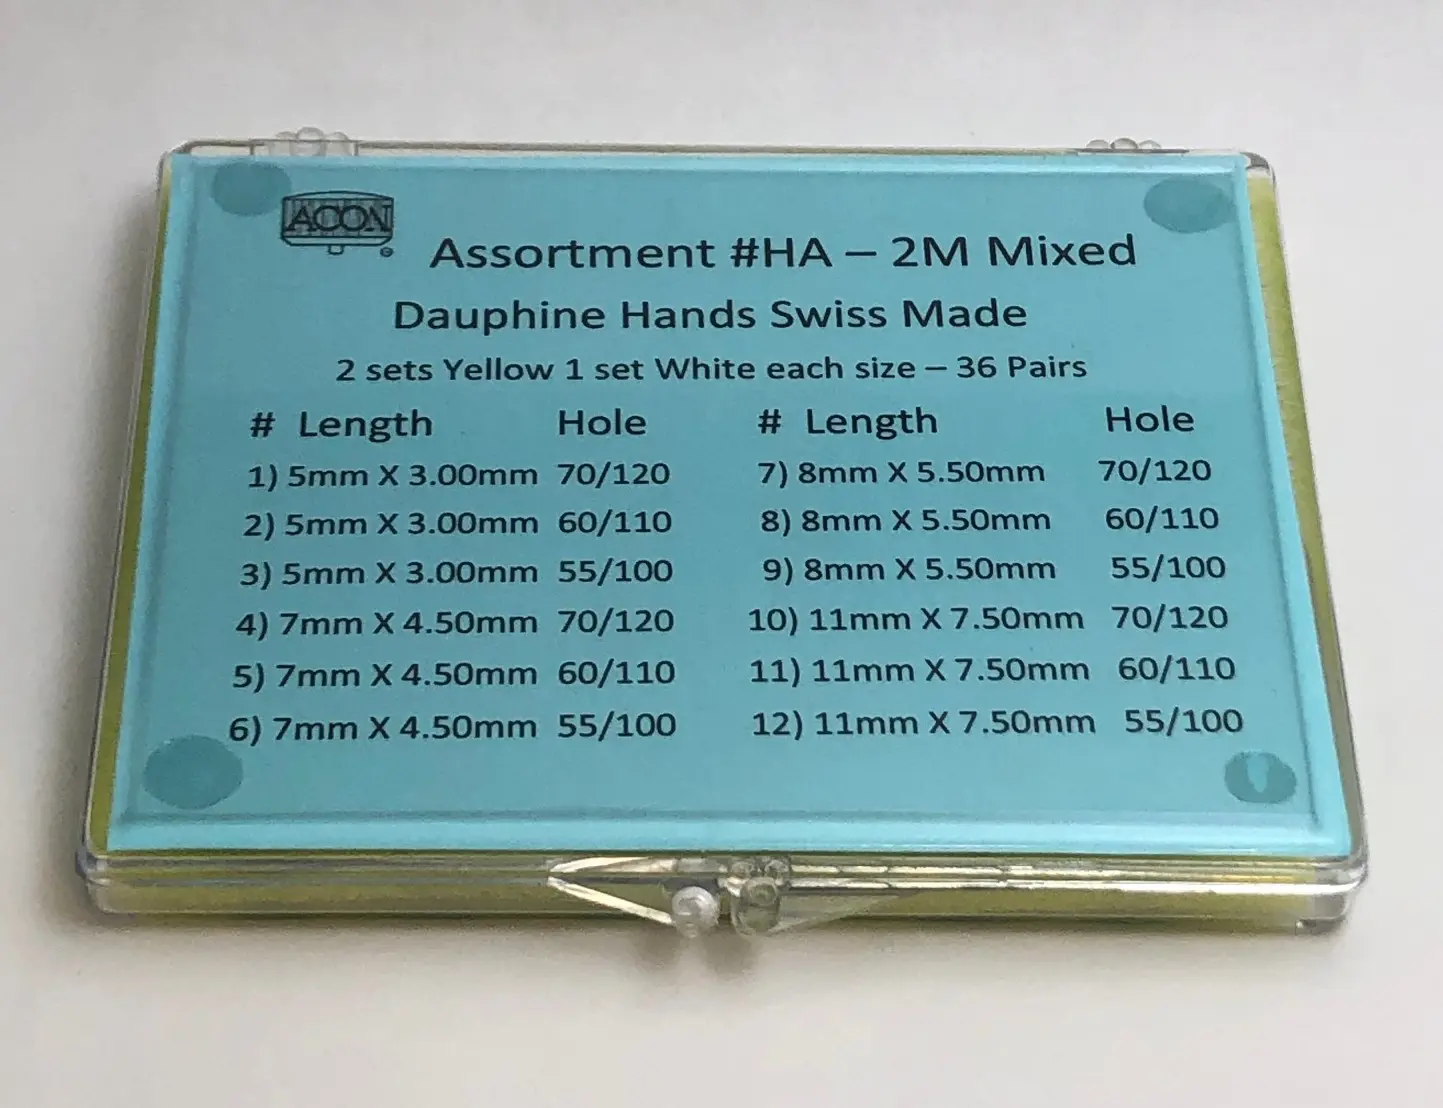 ACON
Assortment #HA – 2M Mixed
Dauphine Hands Swiss Made
2 sets Yellow 1 set White each size – 36 Pairs
# Length Hole # Length Hole
1) 5mm X 3.00mm 70/120 7) 8mm X 5.50mm 70/120
2) 5mm X 3.00mm 60/110 8) 8mm X 5.50mm 60/110
3) 5mm X 3.00mm 55/100 9) 8mm X 5.50mm 55/100
4) 7mm X 4.50mm 70/120 10) 11mm X 7.50mm 70/120
5) 7mm X 4.50mm 60/110 11) 11mm X 7.50mm 60/110
6) 7mm X 4.50mm 55/100 12) 11mm X 7.50mm 55/100